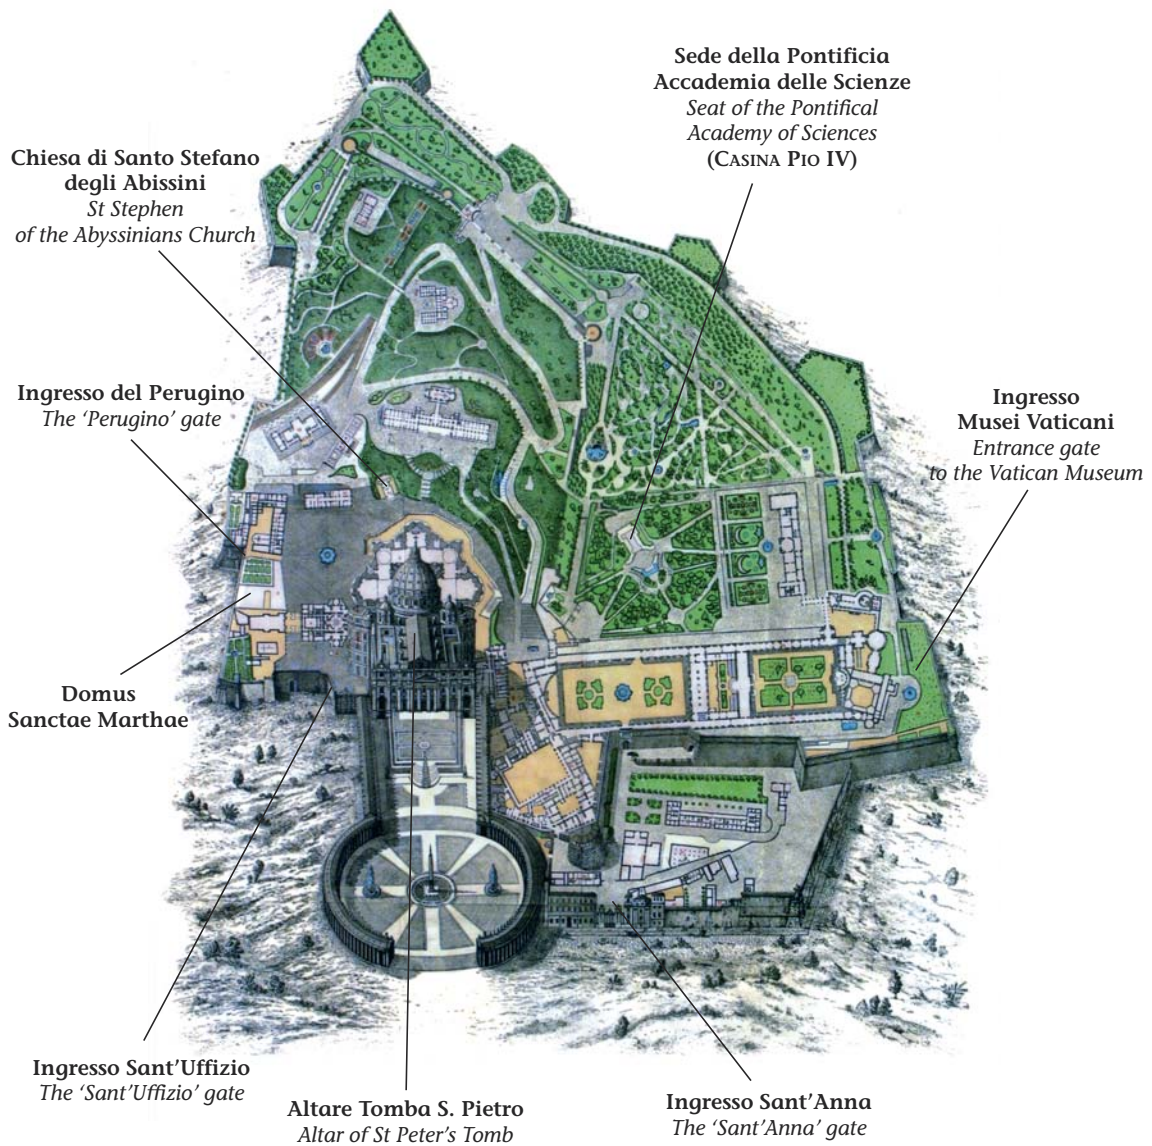 Sede della Pontificia
Accademia delle Scienze
Seat of the Pontifical
Academy of Sciences
(CASINA PIO IV)
Chiesa di Santo Stefano
degli Abissini
St Stephen
of the Abyssinians Church
Ingresso del Perugino
The ‘Perugino’ gate
Ingresso
Musei Vaticani
Entrance gate
to the Vatican Museum
Domus
Sanctae Marthae
Ingresso Sant’Uffizio
The ‘Sant’Uffizio’ gate
Altare Tomba S. Pietro
Altar of St Peter’s Tomb
Ingresso Sant’Anna
The ‘Sant’Anna’ gate